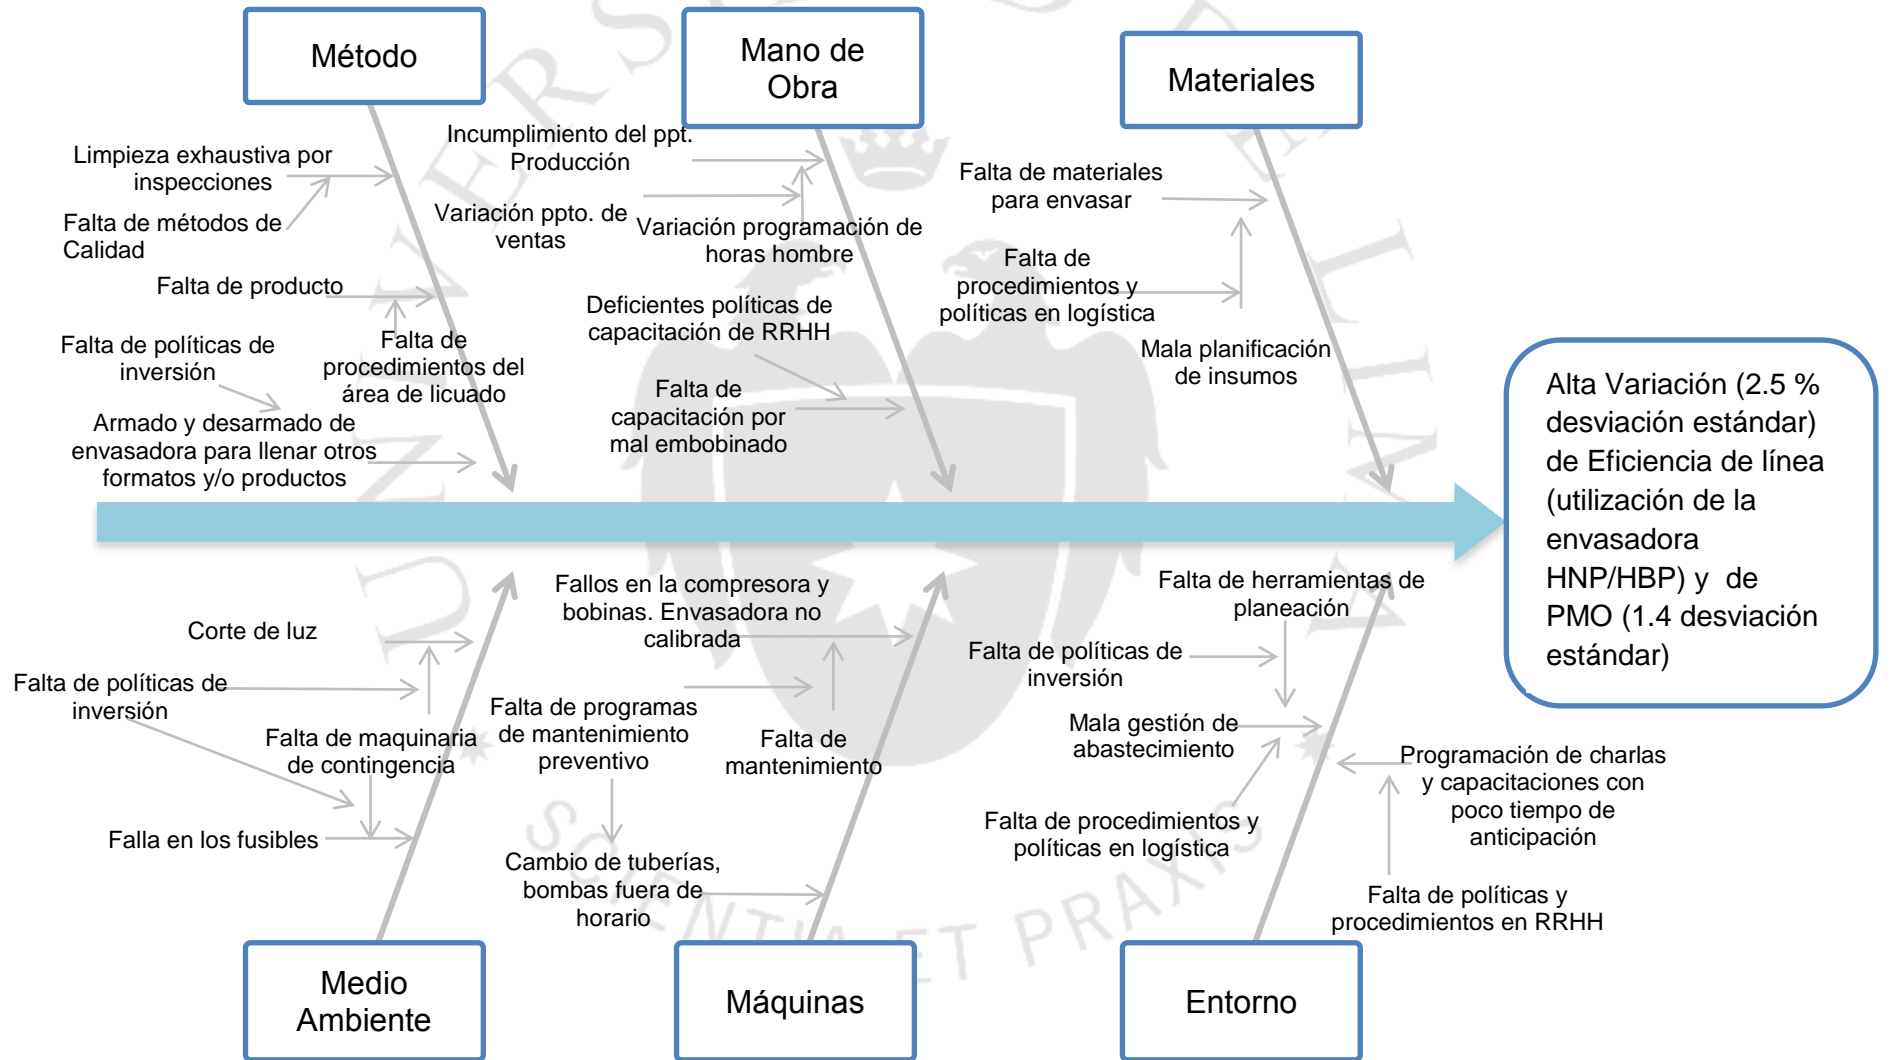 Método
Mano de
Obra
Materiales
Limpieza exhaustiva por
inspecciones
Falta de métodos de
Calidad
Falta de producto
Falta de políticas de
inversión
Falta de
procedimientos del
área de licuado
Armado y desarmado de
envasadora para llenar otros
formatos y/o productos
Incumplimiento del ppt.
Producción
Variación ppto. de
ventas
Variación programación de
horas hombre
Deficientes políticas de
capacitación de RRHH
Falta de
capacitación por
mal embobinado
Falta de materiales
para envasar
Falta de
procedimientos y
políticas en logística
Mala planificación
de insumos
Alta Variación (2.5 %
desviación estándar)
de Eficiencia de línea
(utilización de la
envasadora
HNP/HBP) y  de
PMO (1.4 desviación
estándar)
Corte de luz
Falta de políticas de
inversión
Falta de maquinaria
de contingencia
Falla en los fusibles
Fallos en la compresora y
bobinas. Envasadora no
calibrada
Falta de programas
de mantenimiento
preventivo
Falta de
mantenimiento
Cambio de tuberías,
bombas fuera de
horario
Falta de herramientas de
planeación
Falta de políticas de
inversión
Mala gestión de
abastecimiento
Falta de procedimientos y
políticas en logística
Programación de charlas
y capacitaciones con
poco tiempo de
anticipación
Falta de políticas y
procedimientos en RRHH
Medio
Ambiente
Máquinas
Entorno
SCIENTIA ET PRAXIS